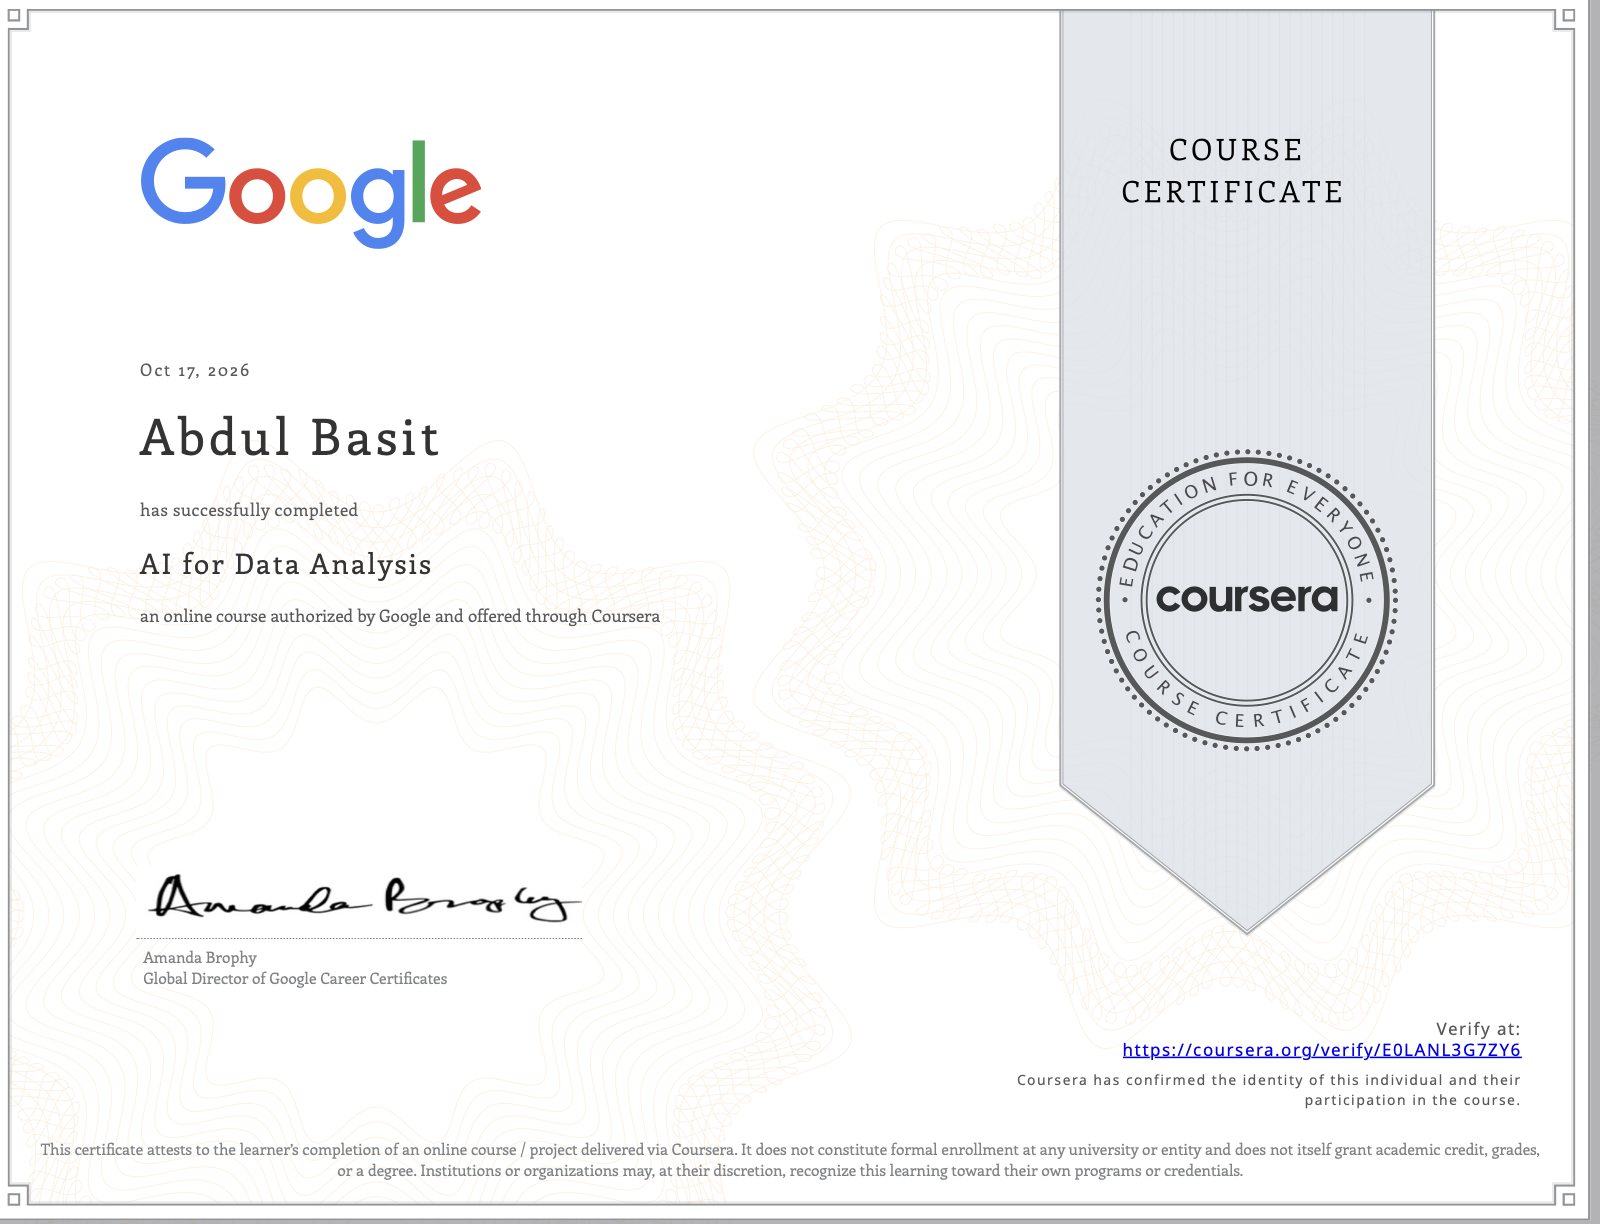 Google
COURSE
CERTIFICATE
Oct 17, 2026
Abdul Basit
has successfully completed
AI for Data Analysis
an online course authorized by Google and offered through Coursera
EDUCATION FOR EVERYONE
coursera
COURSE CERTIFICATE
Amanda Brophy
Amanda Brophy
Global Director of Google Career Certificates
Verify at:
https://coursera.org/verify/E0LANL3G7ZY6
Coursera has confirmed the identity of this individual and their
participation in the course.
This certificate attests to the learner's completion of an online course / project delivered via Coursera. It does not constitute formal enrollment at any university or entity and does not itself grant academic credit, grades,
or a degree. Institutions or organizations may, at their discretion, recognize this learning toward their own programs or credentials.